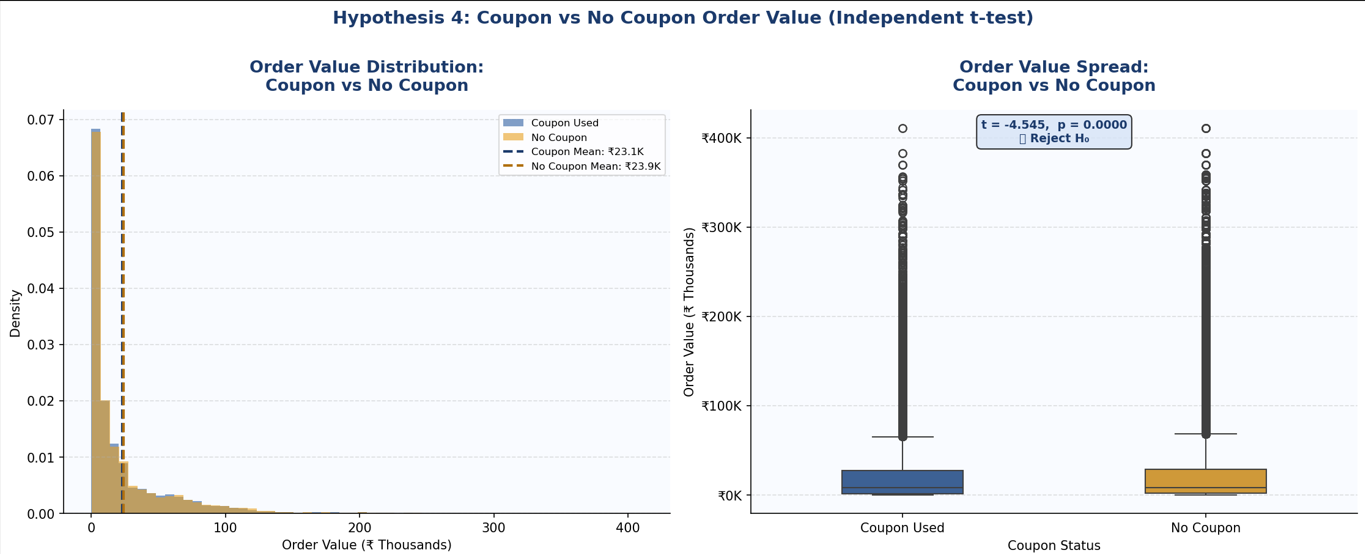 Hypothesis 4: Coupon vs No Coupon Order Value (Independent t-test)
Order Value Distribution:
Coupon vs No Coupon
Density
0.07
0.06
0.05
0.04
0.03
0.02
0.01
0.00
0
100
200
300
400
Order Value (₹ Thousands)
Coupon Used
No Coupon
Coupon Mean: ₹23.1K
No Coupon Mean: ₹23.9K
Order Value Spread:
Coupon vs No Coupon
Order Value (₹ Thousands)
₹400K
₹300K
₹200K
₹100K
₹0K
t = -4.545, p = 0.0000
▯ Reject H₀
Coupon Used
No Coupon
Coupon Status